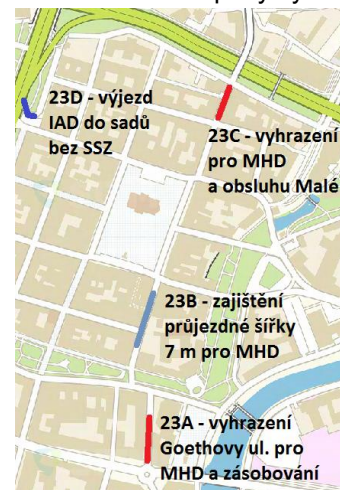 23D - výjezd
IAD do sadů
bez SSZ
23C - vyhrazení
pro MHD
a obsluhu Malé
23B - zajištění
průjezdné šířky
7 m pro MHD
23A - vyhrazení
Goethovy ul. pro
MHD a zásobování